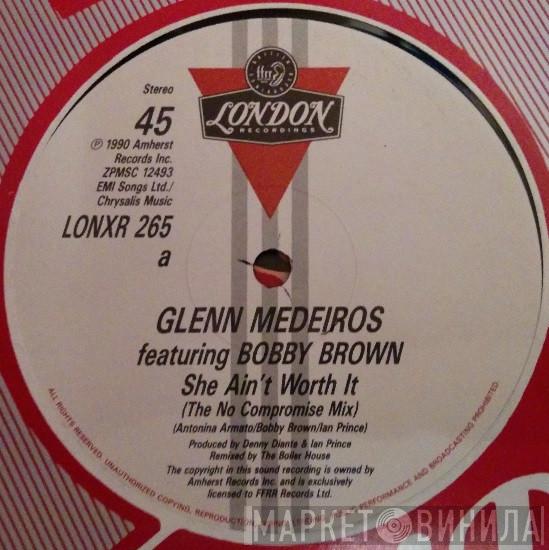 Stereo
45
℗ 1990 Amherst
Records Inc.
ZPMSC 12493
EMI Songs Ltd./
Chrysalis Music
LONXR 265
a
ffrr
LONDON
RECORDINGS
GLENN MEDEIROS
featuring BOBBY BROWN
She Ain't Worth It
(The No Compromise Mix)
(Antonina Armato/Bobby Brown/Ian Prince)
Produced by Denny Diante & Ian Prince
Remixed by The Boiler House
The copyright in this sound recording is owned by
Amherst Records Inc. and is exclusively
licensed to FFRR Records Ltd.
ALL RIGHTS RESERVED. UNAUTHORIZED COPYING, REPRODUCTION, PERFORMANCE AND BROADCASTING PROHIBITED.
МАРКЕТ ВИНИЛА